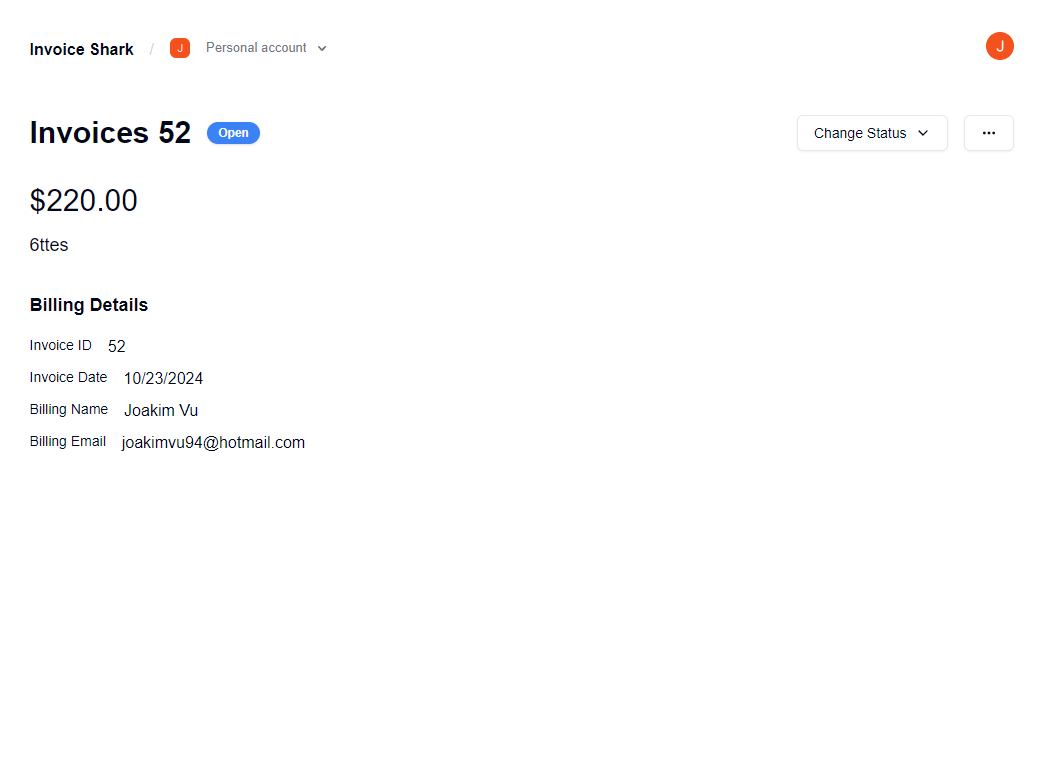 Invoice Shark / J Personal account
J
Invoices 52 Open
Change Status
$220.00
6ttes
Billing Details
Invoice ID 52
Invoice Date 10/23/2024
Billing Name Joakim Vu
Billing Email joakimvu94@hotmail.com